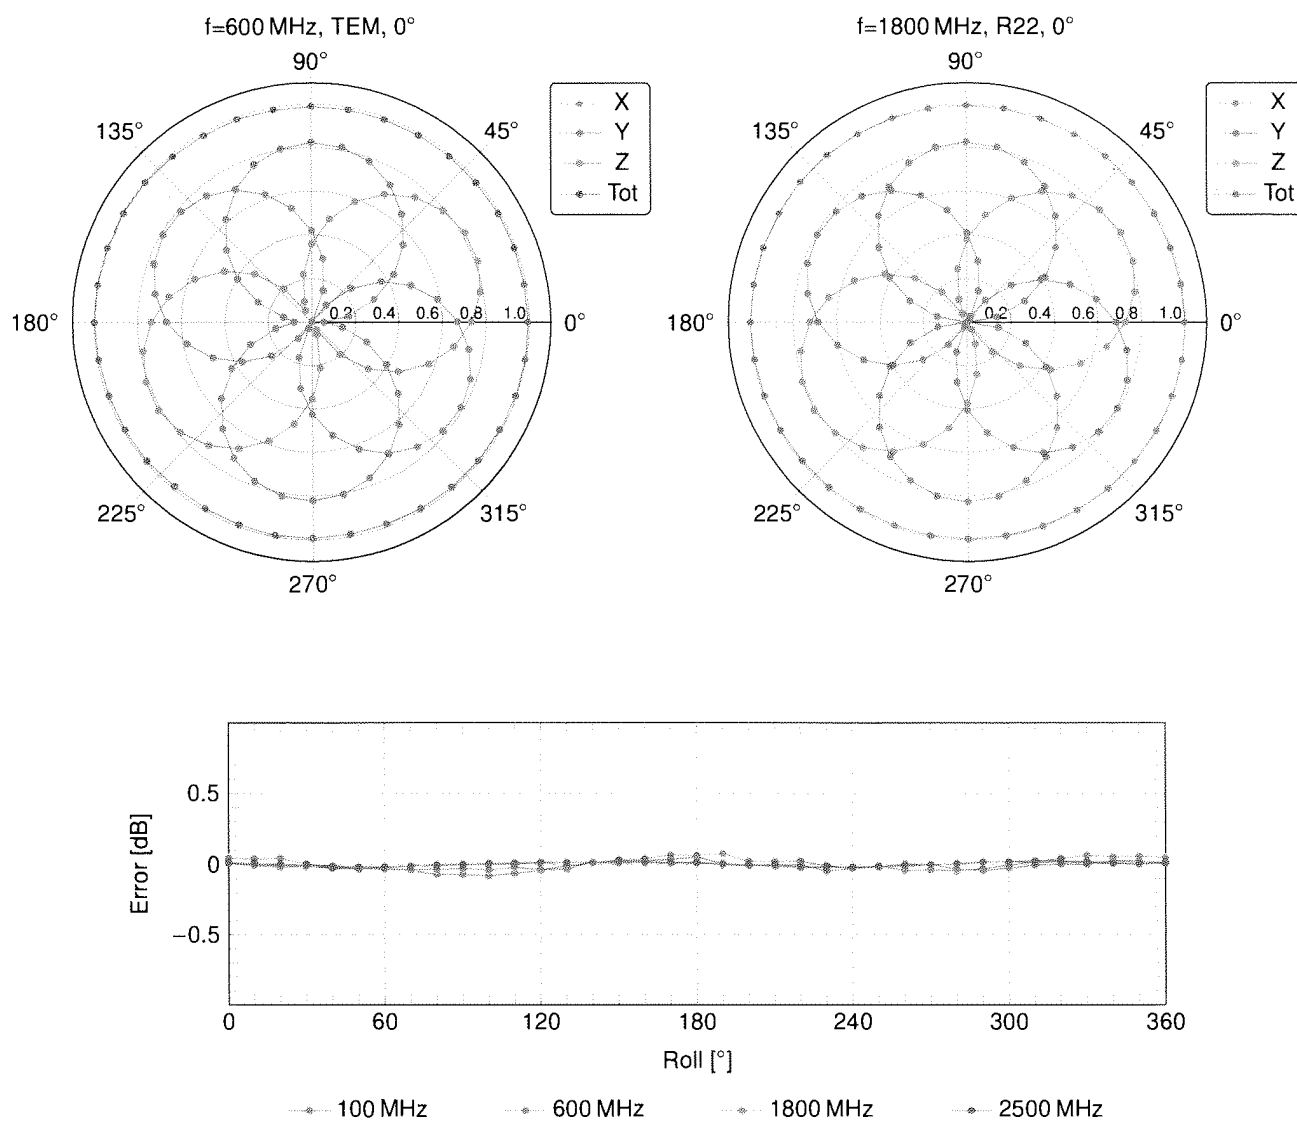 f=600 MHz, TEM, 0°
90°
135°
45°
180°
0.2 0.4 0.6 0.8 1.0
0°
225°
315°
270°
X
Y
Z
Tot
f=1800 MHz, R22, 0°
90°
135°
45°
180°
0.2 0.4 0.6 0.8 1.0
0°
225°
315°
270°
X
Y
Z
Tot
0.5
0
−0.5
Error [dB]
0 60 120 180 240 300 360
Roll [°]
100 MHz 600 MHz 1800 MHz 2500 MHz